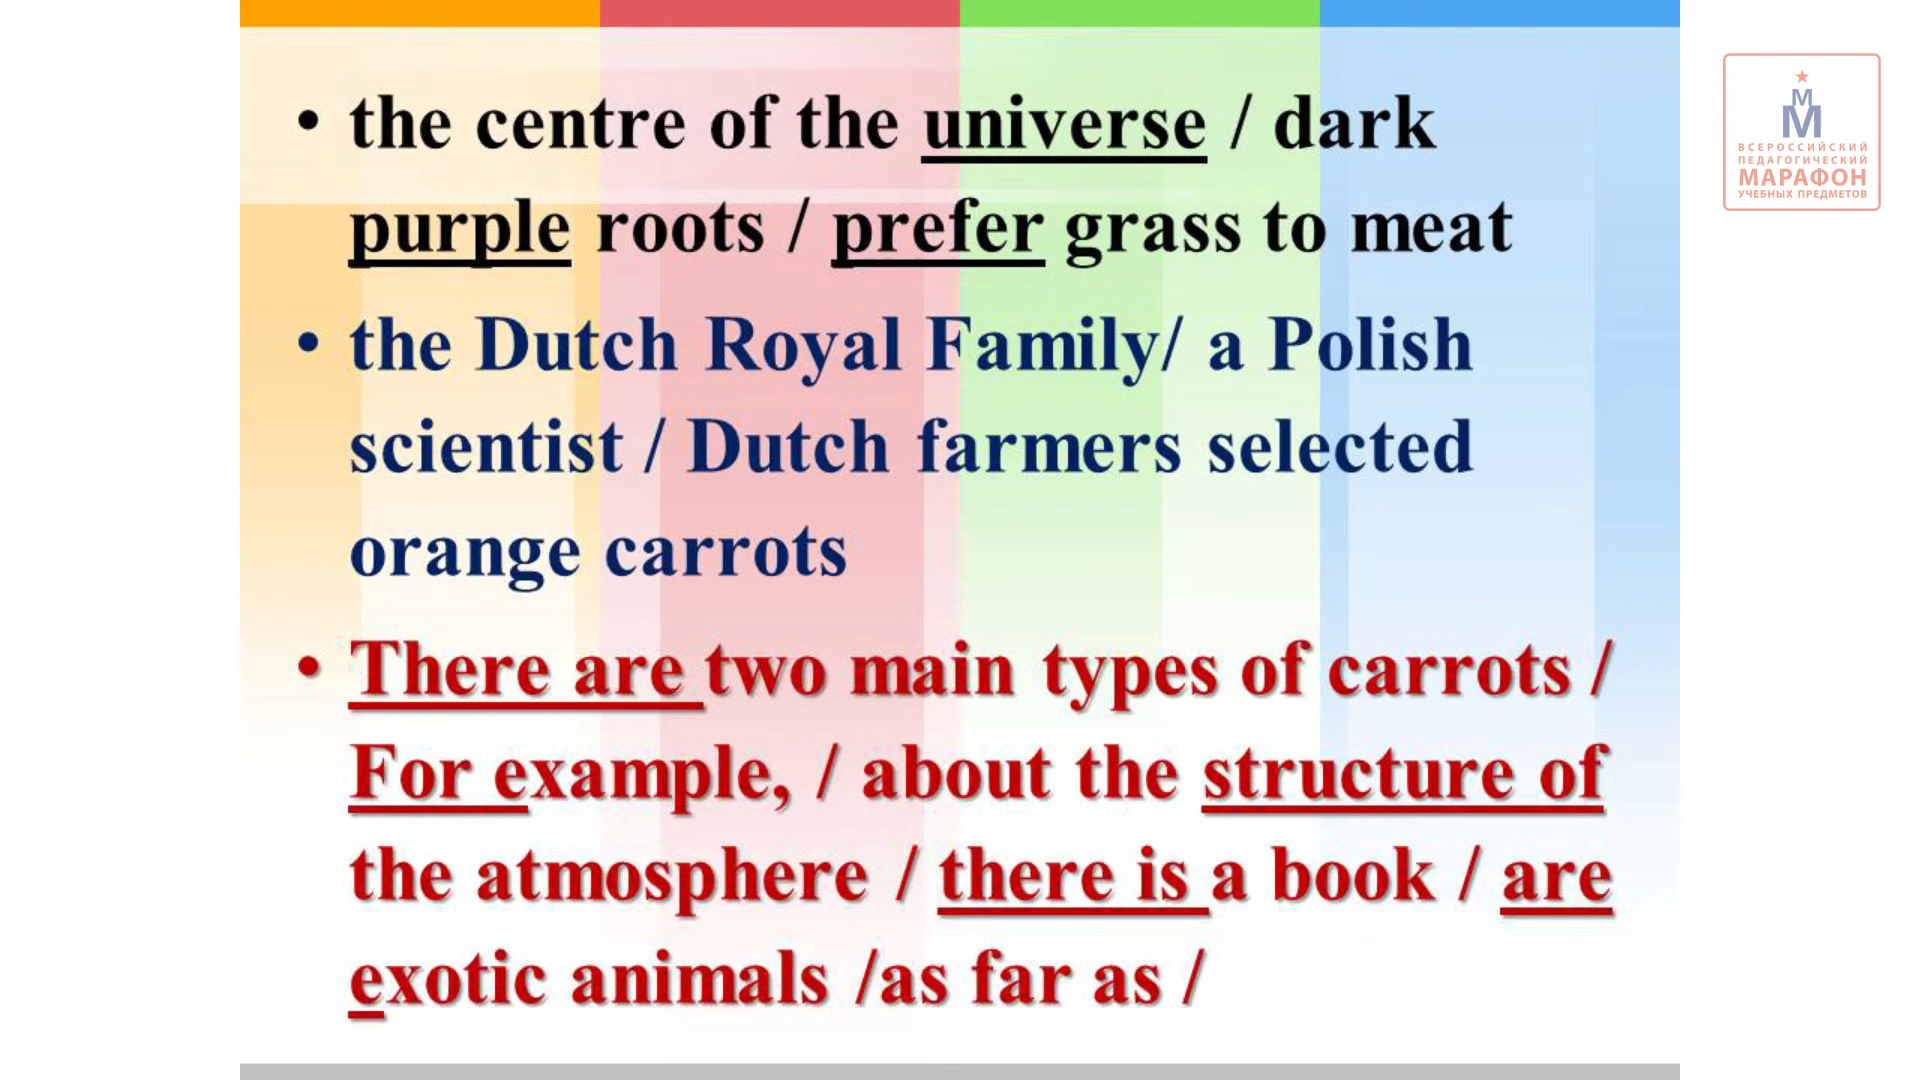 • the centre of the universe / dark
purple roots / prefer grass to meat
• the Dutch Royal Family/ a Polish
scientist / Dutch farmers selected
orange carrots
• There are two main types of carrots /
For example, / about the structure of
the atmosphere / there is a book / are
exotic animals /as far as /
М
М
ВСЕРОССИЙСКИЙ
ПЕДАГОГИЧЕСКИЙ
МАРАФОН
УЧЕБНЫХ ПРЕДМЕТОВ